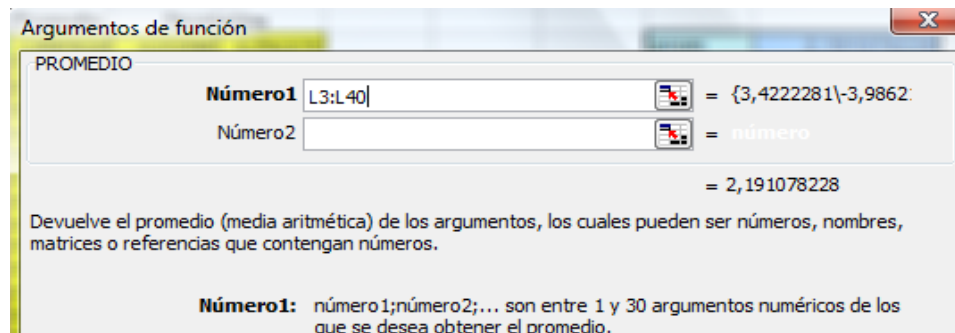 Argumentos de función
PROMEDIO
Número1 L3:L40 = {3,4222281\-3,9862
Número2 = número
= 2,191078228
Devuelve el promedio (media aritmética) de los argumentos, los cuales pueden ser números, nombres,
matrices o referencias que contengan números.
Número1: número1;número2;... son entre 1 y 30 argumentos numéricos de los
que se desea obtener el promedio.